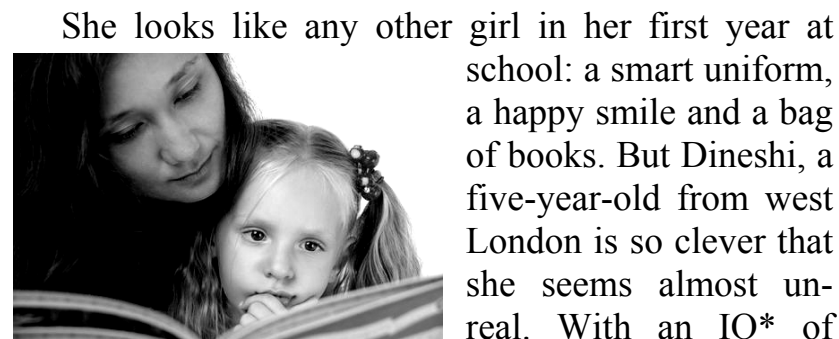 She looks like any other girl in her first year at
school: a smart uniform,
a happy smile and a bag
of books. But Dineshi, a
five-year-old from west
London is so clever that
she seems almost un-
real. With an IO* of